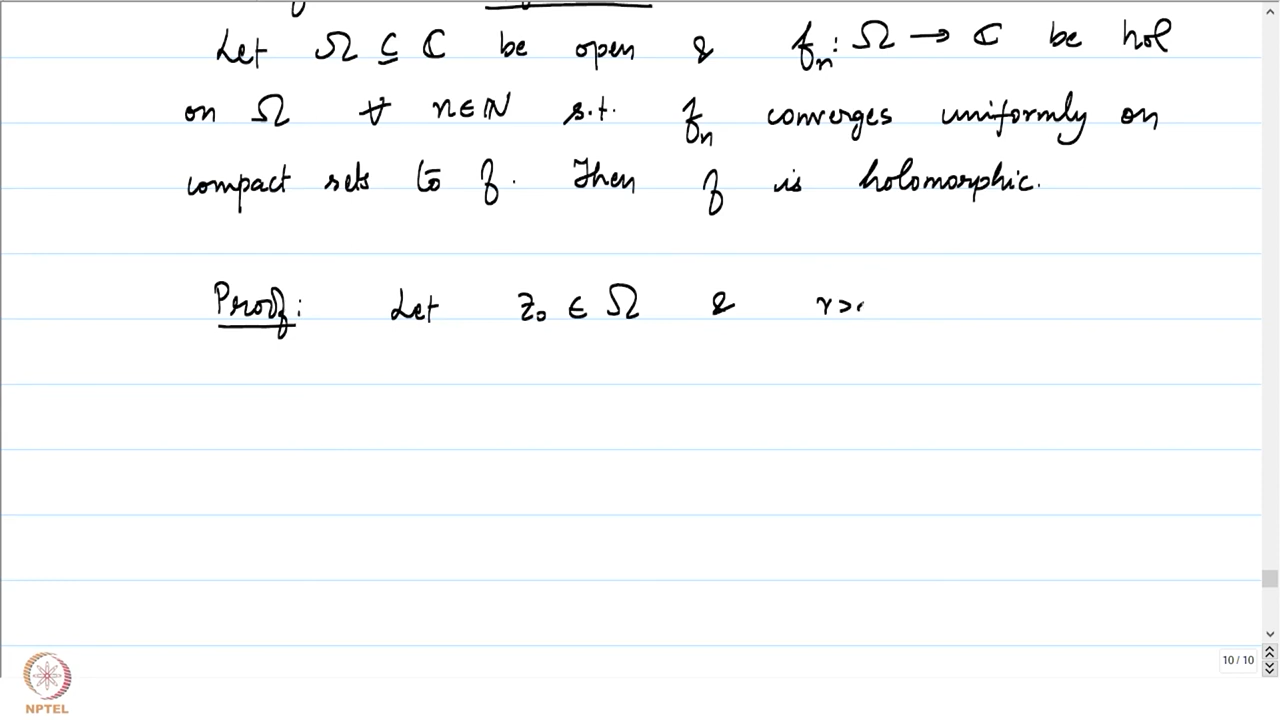 Let Ω ⊆ ℂ be open & fₙ : Ω → ℂ be hol
on Ω ∀ n∈ℕ s.t. fₙ converges uniformly on
compact sets to f. Then f is holomorphic.
Proof: Let z₀ ∈ Ω & r>
10 / 10
NPTEL